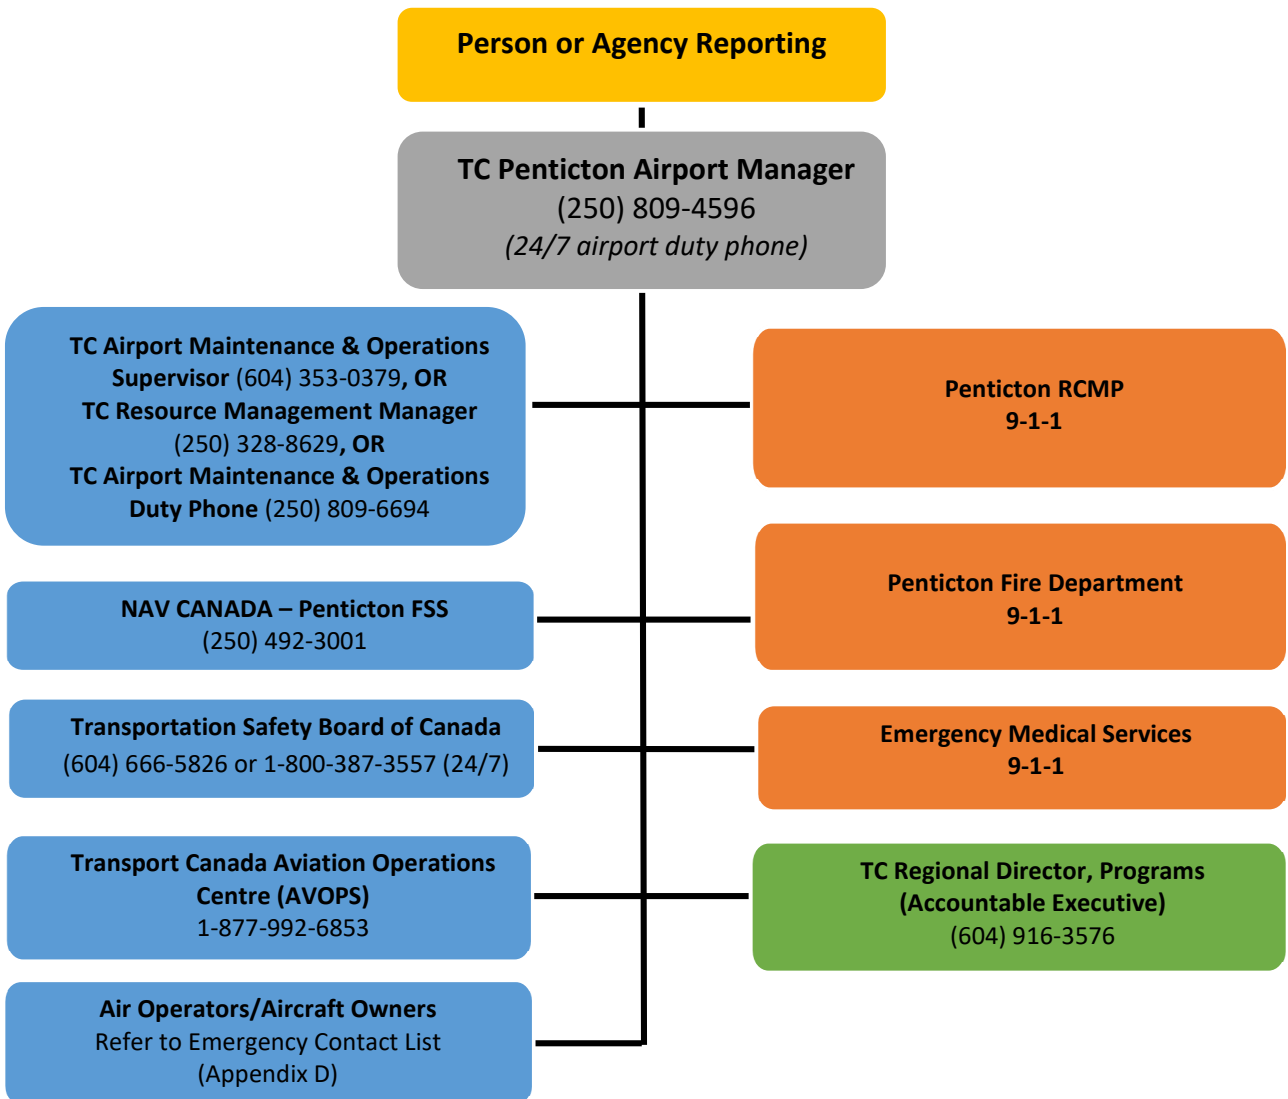 Person or Agency Reporting
TC Penticton Airport Manager
(250) 809-4596
(24/7 airport duty phone)
TC Airport Maintenance & Operations
Supervisor (604) 353-0379, OR
TC Resource Management Manager
(250) 328-8629, OR
TC Airport Maintenance & Operations
Duty Phone (250) 809-6694
Penticton RCMP
9-1-1
NAV CANADA – Penticton FSS
(250) 492-3001
Penticton Fire Department
9-1-1
Transportation Safety Board of Canada
(604) 666-5826 or 1-800-387-3557 (24/7)
Emergency Medical Services
9-1-1
Transport Canada Aviation Operations
Centre (AVOPS)
1-877-992-6853
TC Regional Director, Programs
(Accountable Executive)
(604) 916-3576
Air Operators/Aircraft Owners
Refer to Emergency Contact List
(Appendix D)